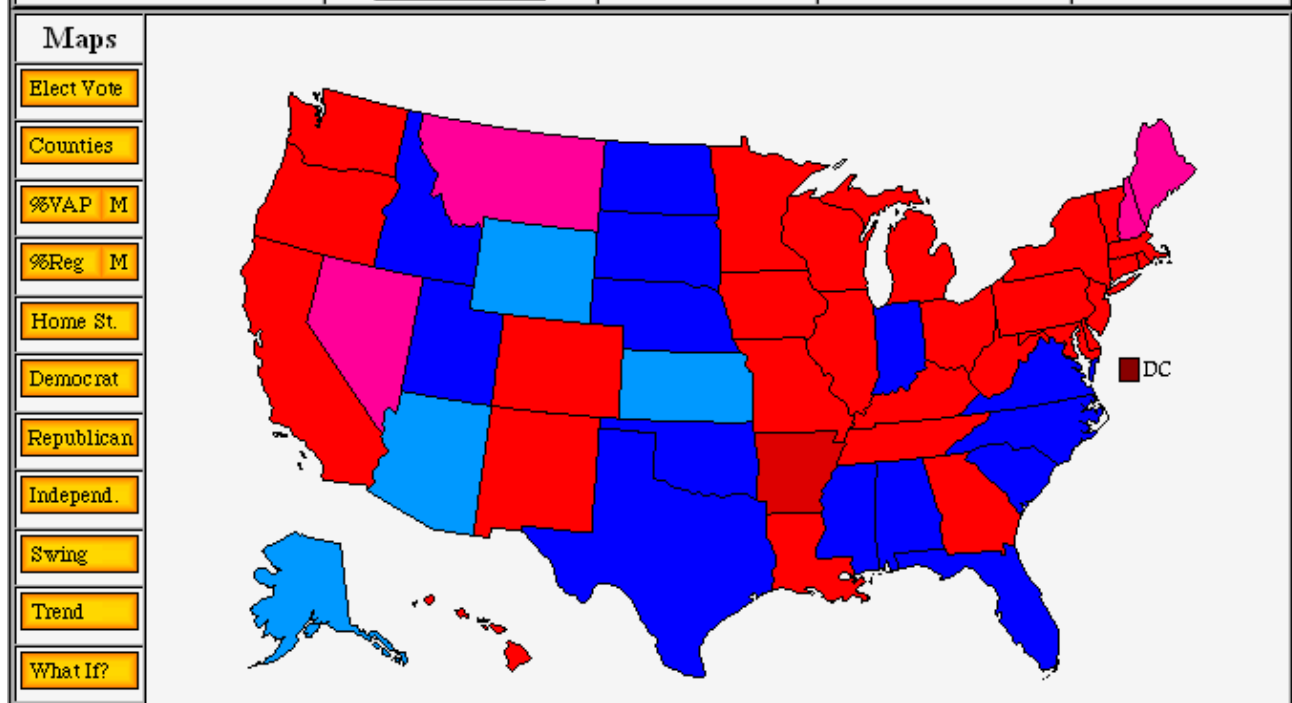 Maps
Elect Vote
Counties
%VAP M
%Reg M
Home St.
Democrat
Republican
Independ.
Swing
Trend
What If?
DC